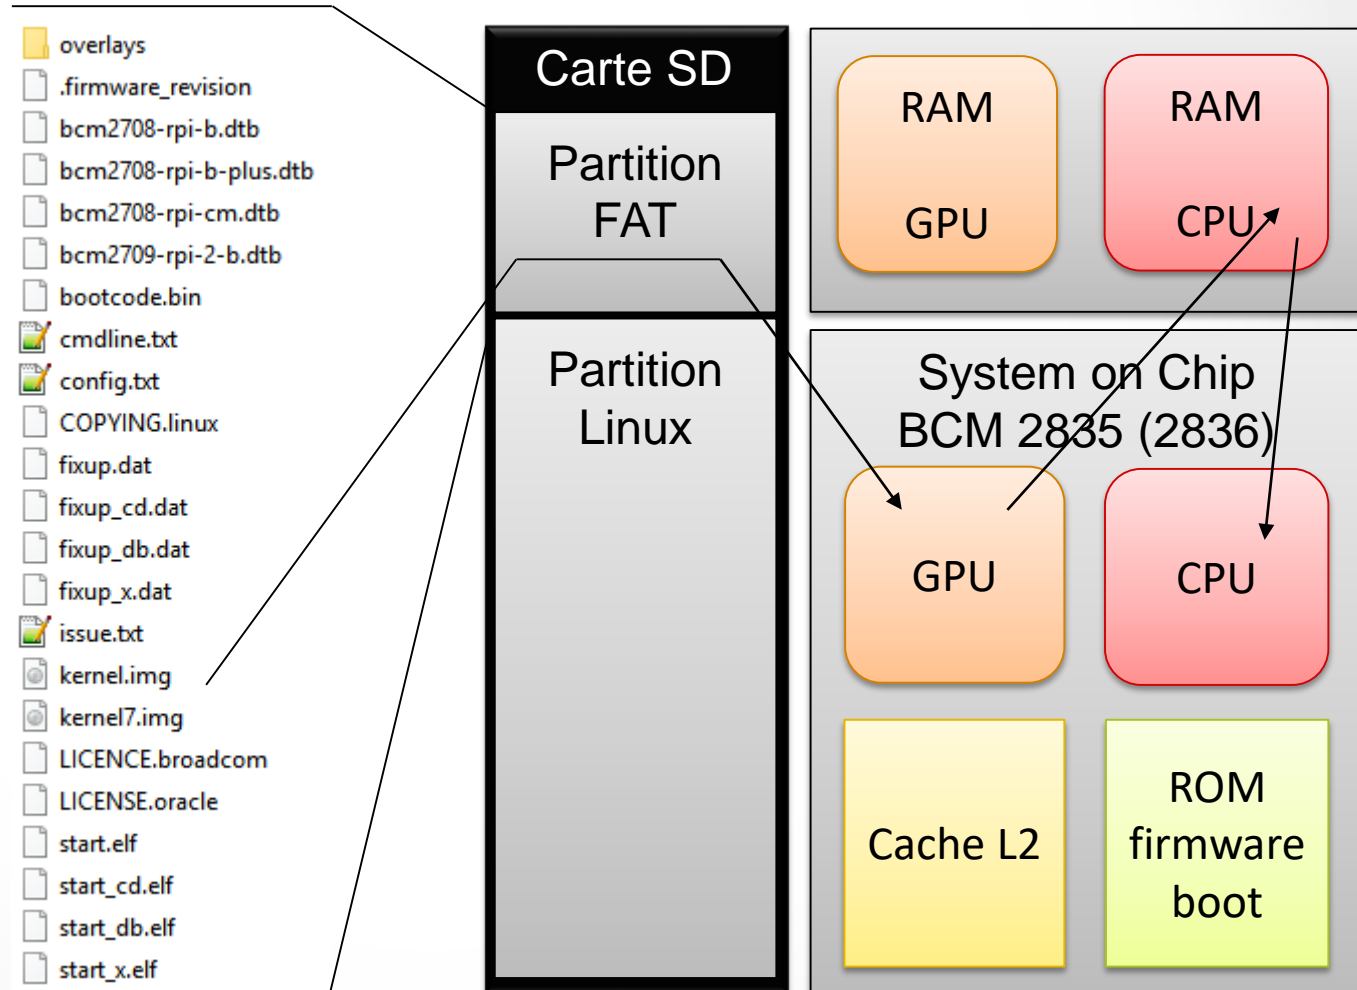 overlays
.firmware_revision
bcm2708-rpi-b.dtb
bcm2708-rpi-b-plus.dtb
bcm2708-rpi-cm.dtb
bcm2709-rpi-2-b.dtb
bootcode.bin
cmdline.txt
config.txt
COPYING.linux
fixup.dat
fixup_cd.dat
fixup_db.dat
fixup_x.dat
issue.txt
kernel.img
kernel7.img
LICENCE.broadcom
LICENSE.oracle
start.elf
start_cd.elf
start_db.elf
start_x.elf
Carte SD
Partition
FAT
Partition
Linux
RAM
GPU
RAM
CPU
System on Chip
BCM 2835 (2836)
GPU
CPU
Cache L2
ROM
firmware
boot